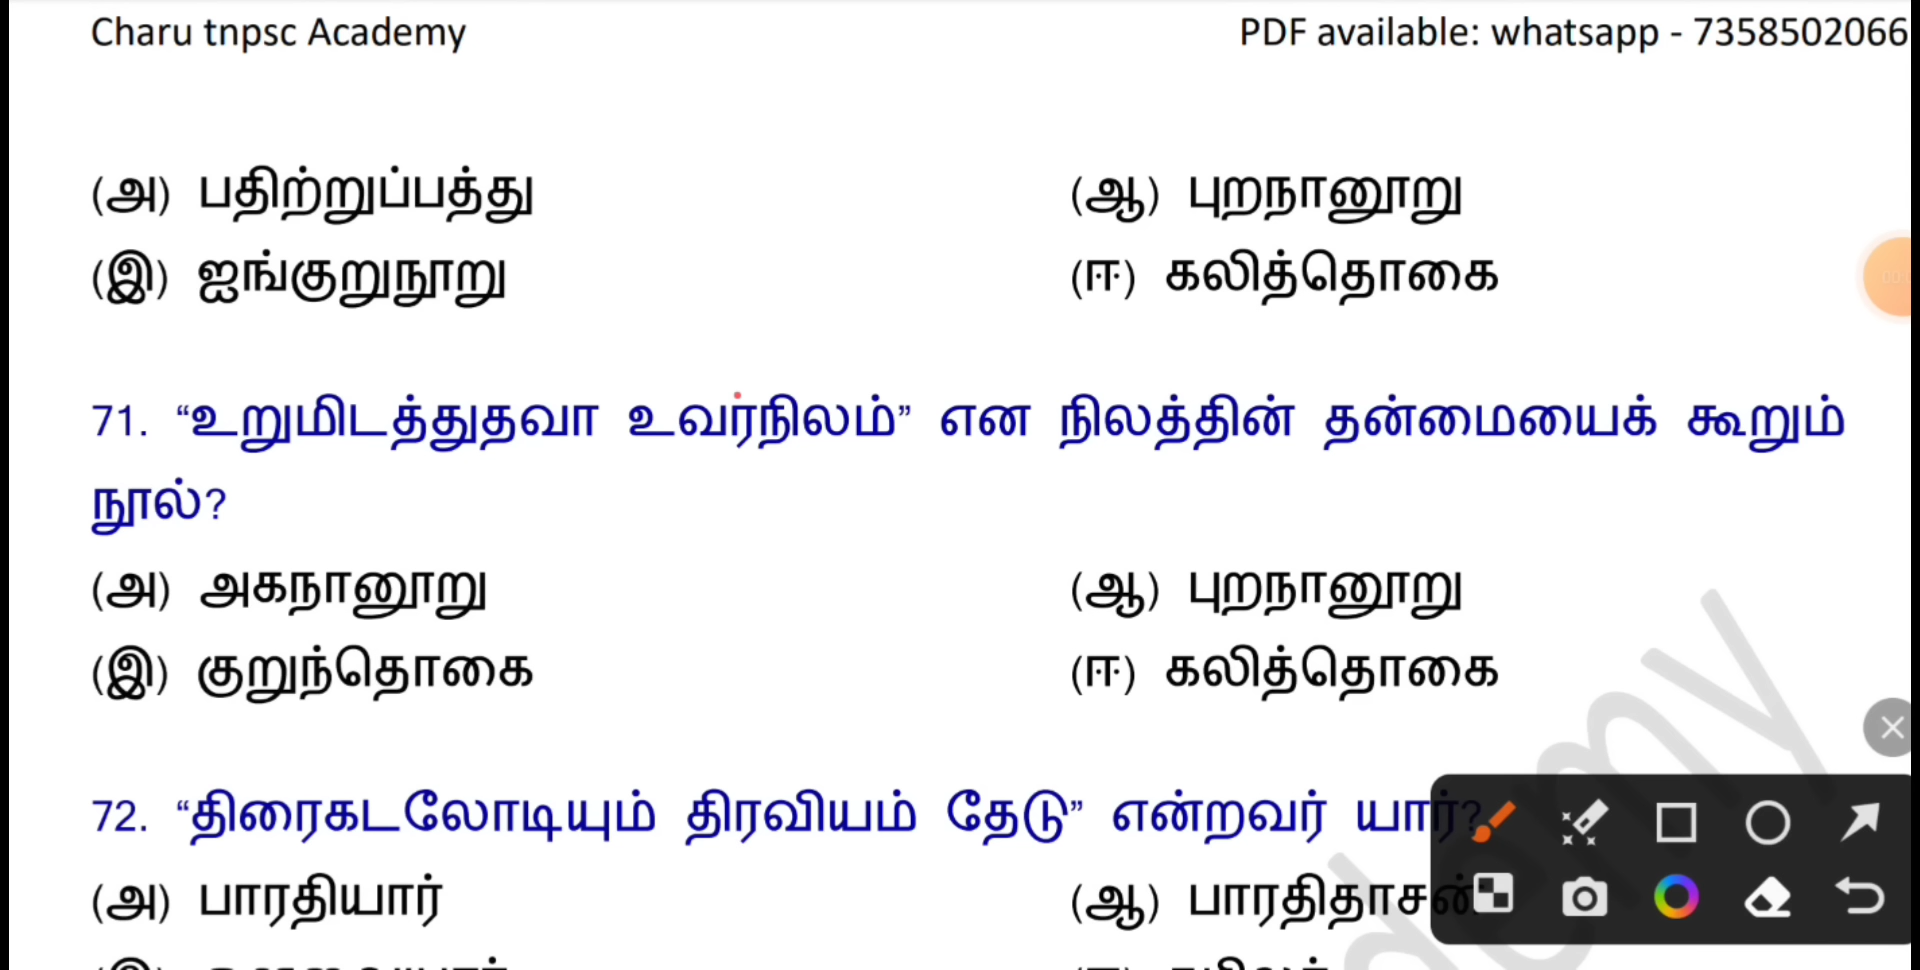 Charu tnpsc Academy PDF available: whatsapp - 7358502066
(அ) பதிற்றுப்பத்து (ஆ) புறநானூறு
(இ) ஐங்குறுநூறு (ஈ) கலித்தொகை
71. “உறுமிடத்துதவா உவர்நிலம்” என நிலத்தின் தன்மையைக் கூறும்
நூல்?
(அ) அகநானூறு (ஆ) புறநானூறு
(இ) குறுந்தொகை (ஈ) கலித்தொகை
72. “திரைகடலோடியும் திரவியம் தேடு” என்றவர் யார்?
(அ) பாரதியார் (ஆ) பாரதிதாசன்